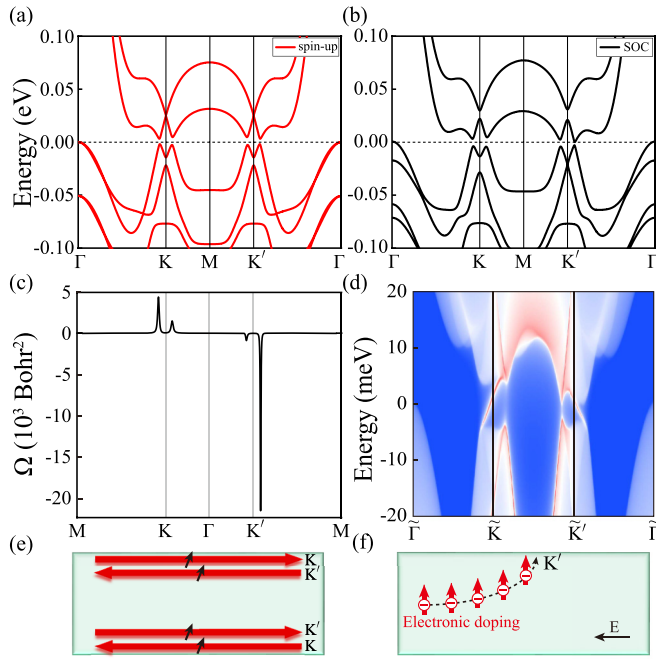 (a)
(b)
0.10
0.05
0.00
-0.05
-0.10
Energy (eV)
spin-up
Γ
K
M
K′
Γ
0.10
0.05
0.00
-0.05
-0.10
SOC
Γ
K
M
K′
Γ
(c)
(d)
5
0
-5
-10
-15
-20
Ω (10³ Bohr²)
M
K
Γ
K′
M
20
10
0
-10
-20
Energy (meV)
Γ̃
K̃
K̃′
Γ̃
(e)
K
K′
K′
K
(f)
K′
Electronic doping
E